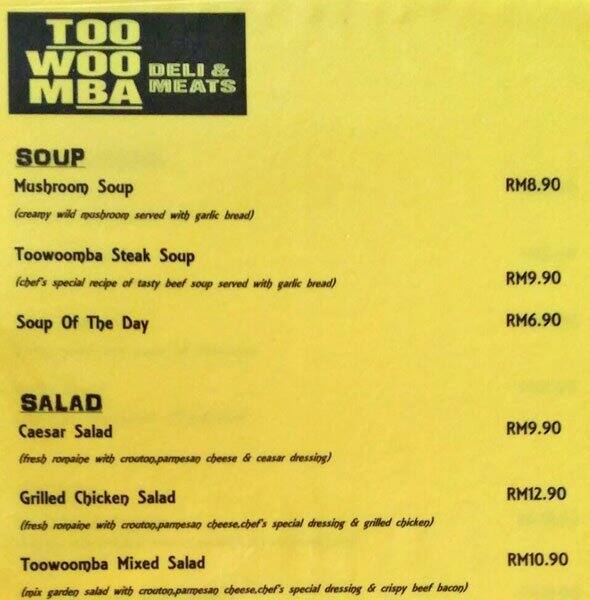 TOO
WOO
MBA
DELI &
MEATS
SOUP
Mushroom Soup RM8.90
(creamy wild mushroom served with garlic bread)
Toowoomba Steak Soup
(chef's special recipe of tasty beef soup served with garlic bread) RM9.90
Soup Of The Day RM6.90
SALAD
Caesar Salad RM9.90
(fresh romaine with crouton,parmesan cheese & ceasar dressing)
Grilled Chicken Salad RM12.90
(fresh romaine with crouton,parmesan cheese,chef's special dressing & grilled chicken)
Toowoomba Mixed Salad RM10.90
(mix garden salad with crouton,parmesan cheese,chef's special dressing & crispy beef bacon)